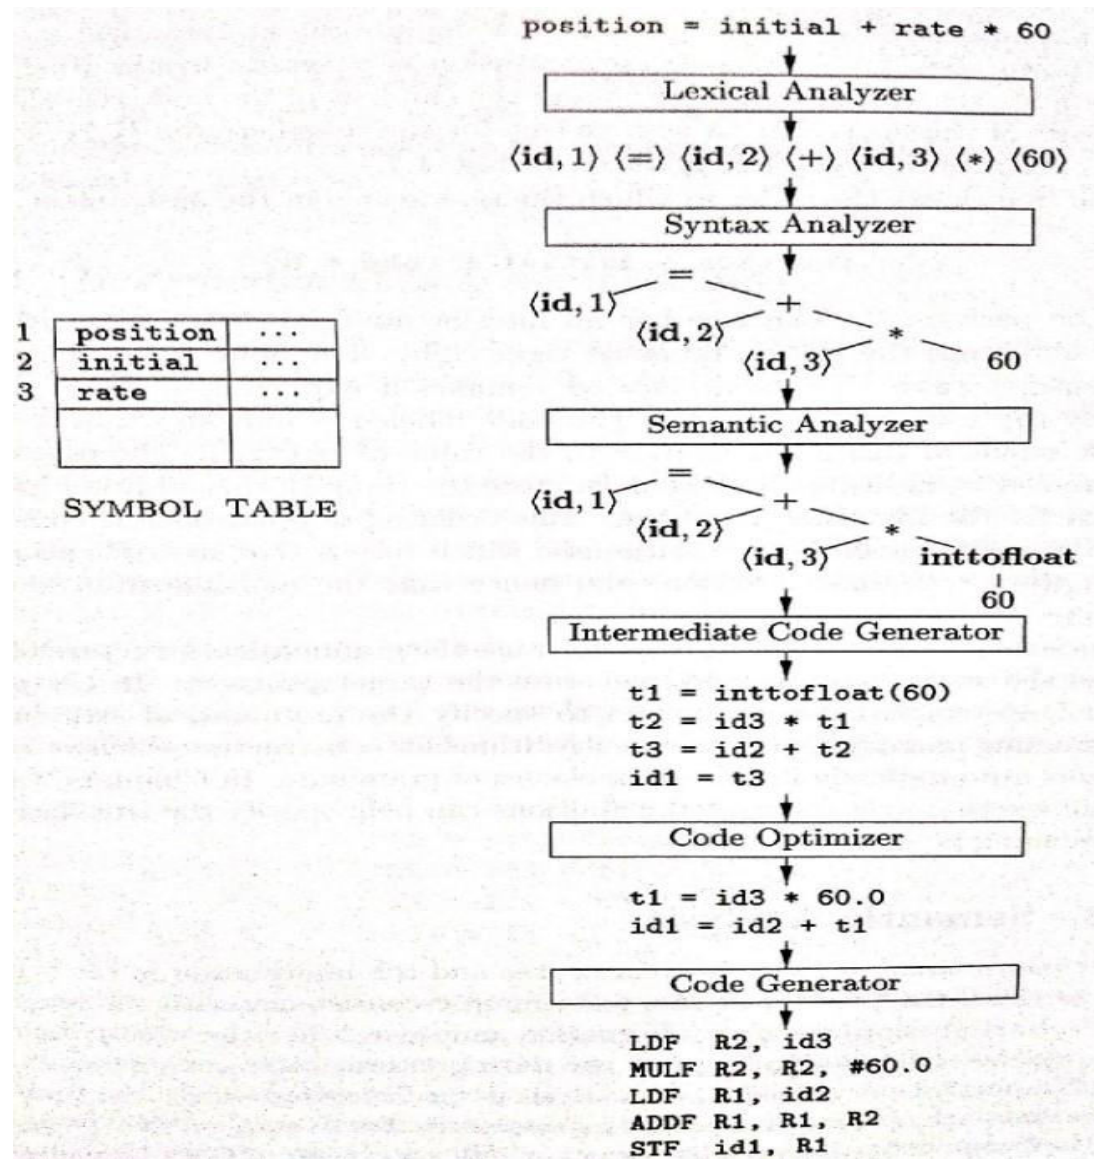 position = initial + rate * 60
Lexical Analyzer
⟨id, 1⟩ ⟨=⟩ ⟨id, 2⟩ ⟨+⟩ ⟨id, 3⟩ ⟨*⟩ ⟨60⟩
Syntax Analyzer
=
⟨id, 1⟩ +
⟨id, 2⟩ *
⟨id, 3⟩ 60
1 position ...
2 initial ...
3 rate ...
SYMBOL TABLE
Semantic Analyzer
=
⟨id, 1⟩ +
⟨id, 2⟩ *
⟨id, 3⟩ inttofloat
60
Intermediate Code Generator
t1 = inttofloat(60)
t2 = id3 * t1
t3 = id2 + t2
id1 = t3
Code Optimizer
t1 = id3 * 60.0
id1 = id2 + t1
Code Generator
LDF R2, id3
MULF R2, R2, #60.0
LDF R1, id2
ADDF R1, R1, R2
STF id1, R1